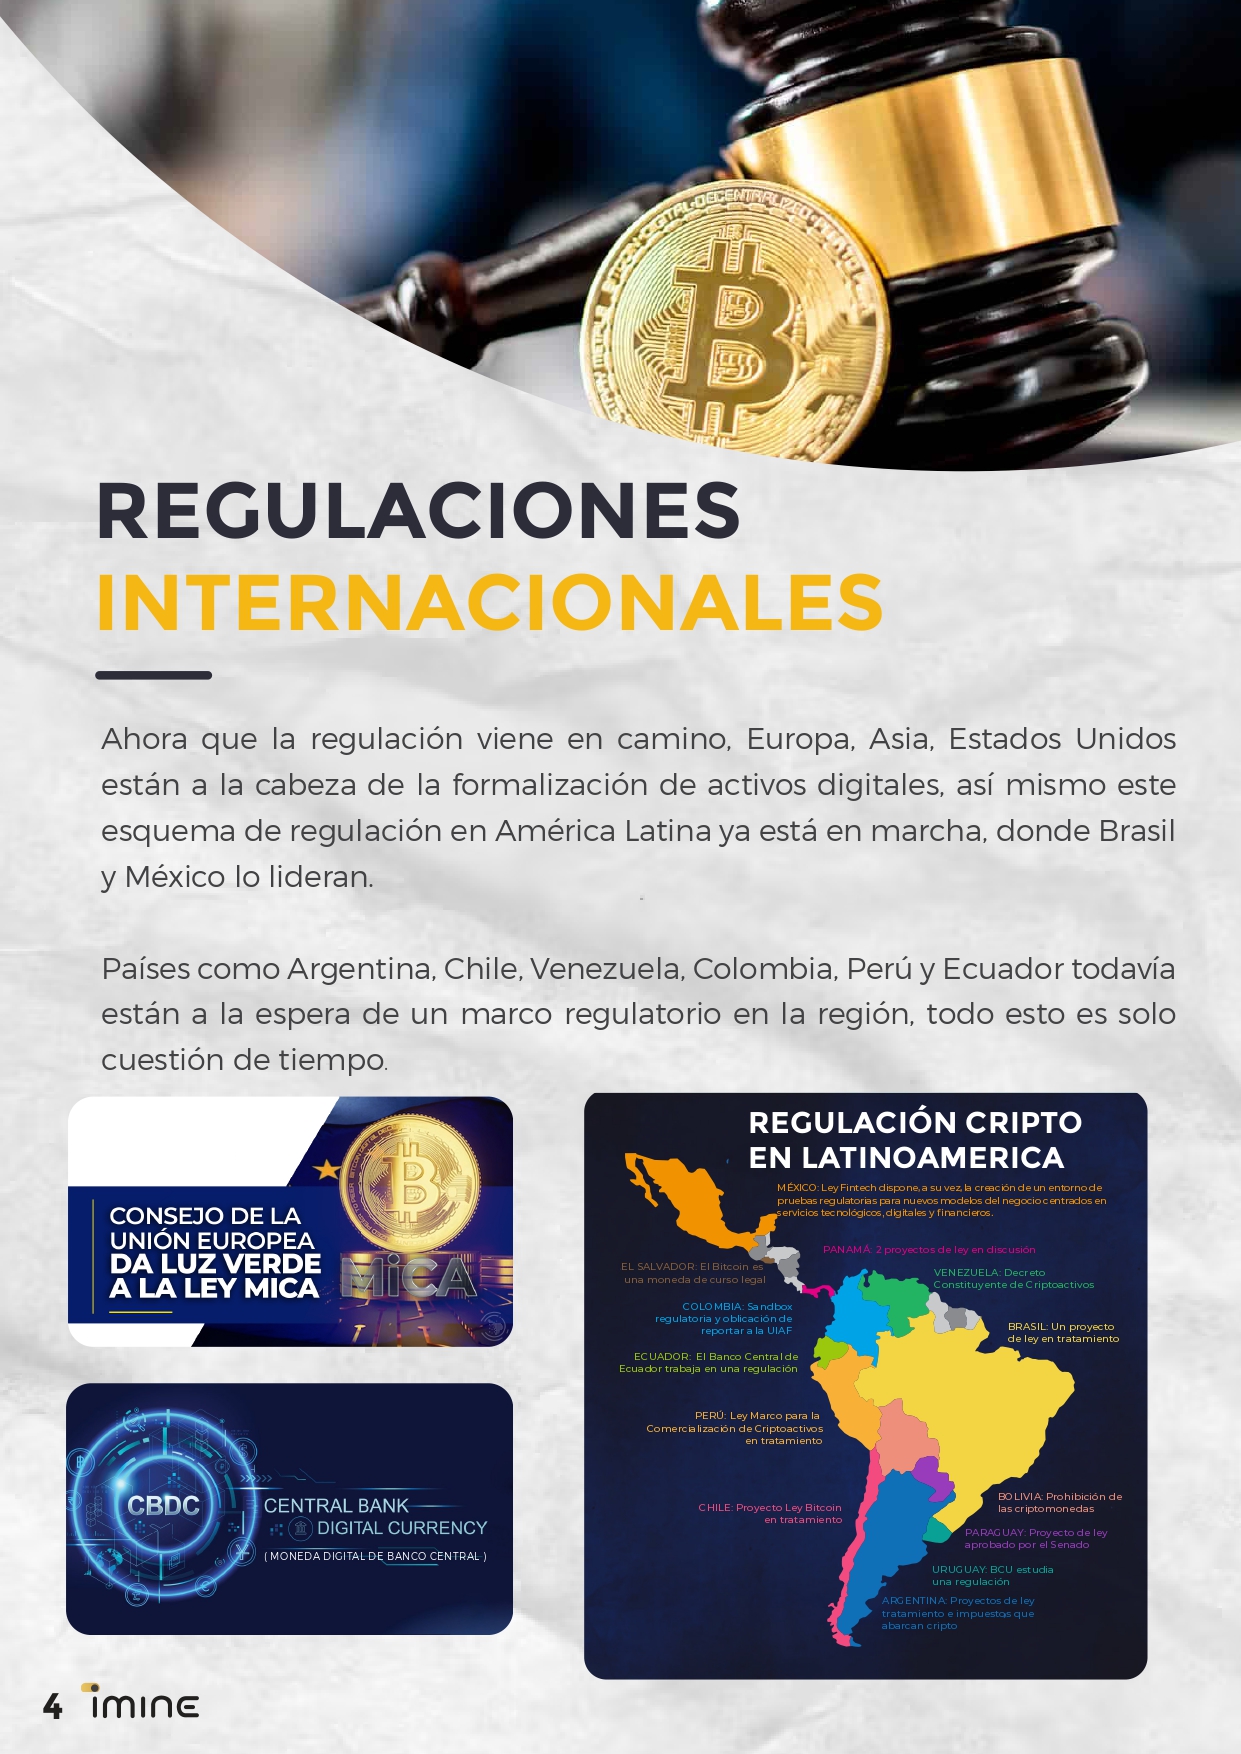 DIGITAL DECENTRALIZED
REGULACIONES
INTERNACIONALES
Ahora que la regulación viene en camino, Europa, Asia, Estados Unidos
están a la cabeza de la formalización de activos digitales, así mismo este
esquema de regulación en América Latina ya está en marcha, donde Brasil
y México lo lideran.
Países como Argentina, Chile, Venezuela, Colombia, Perú y Ecuador todavía
están a la espera de un marco regulatorio en la región, todo esto es solo
cuestión de tiempo.
CONSEJO DE LA
UNIÓN EUROPEA
DA LUZ VERDE
A LA LEY MICA
MiCA
CBDC
CENTRAL BANK
DIGITAL CURRENCY
( MONEDA DIGITAL DE BANCO CENTRAL )
REGULACIÓN CRIPTO
EN LATINOAMERICA
MÉXICO: Ley Fintech dispone, a su vez, la creación de un entorno de
pruebas regulatorias para nuevos modelos del negocio centrados en
servicios tecnológicos, digitales y financieros.
PANAMÁ: 2 proyectos de ley en discusión
EL SALVADOR: El Bitcoin es
una moneda de curso legal
VENEZUELA: Decreto
Constituyente de Criptoactivos
COLOMBIA: Sandbox
regulatoria y oblicación de
reportar a la UIAF
BRASIL: Un proyecto
de ley en tratamiento
ECUADOR: El Banco Central de
Ecuador trabaja en una regulación
PERÚ: Ley Marco para la
Comercialización de Criptoactivos
en tratamiento
CHILE: Proyecto Ley Bitcoin
en tratamiento
BOLIVIA: Prohibición de
las criptomonedas
PARAGUAY: Proyecto de ley
aprobado por el Senado
URUGUAY: BCU estudia
una regulación
ARGENTINA: Proyectos de ley
tratamiento e impuestos que
abarcan cripto
4 imine